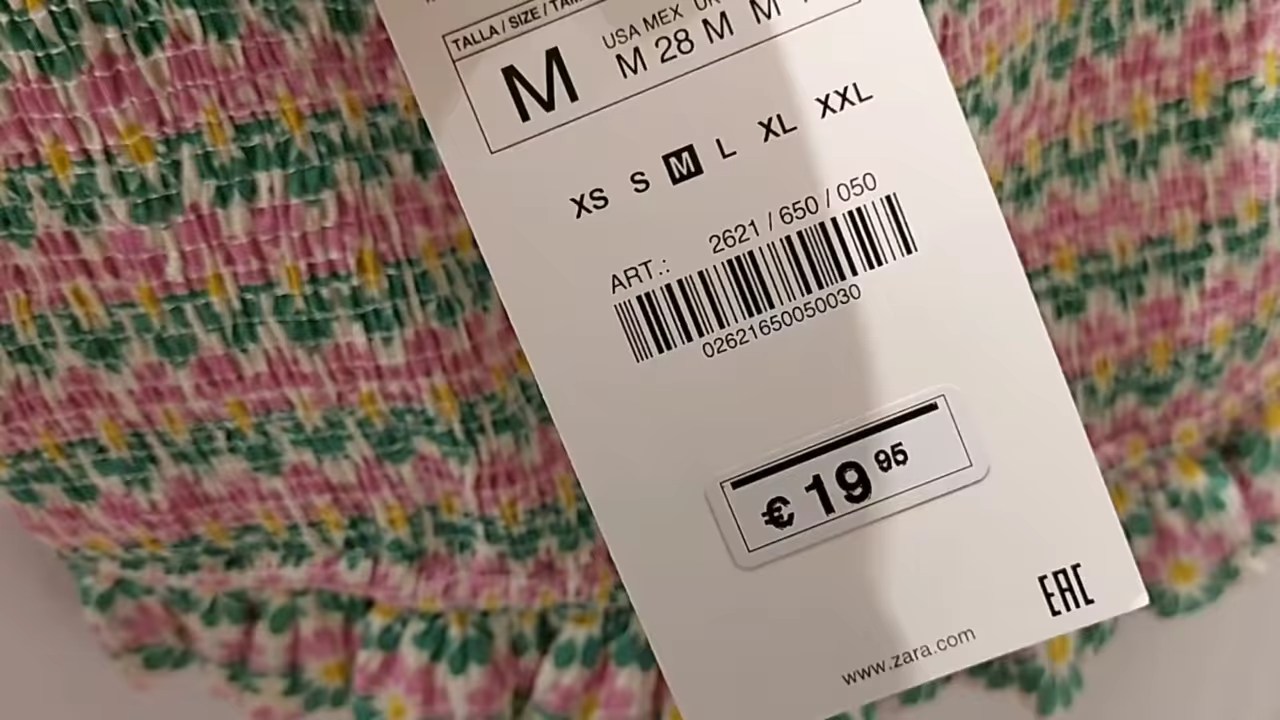 TALLA / SIZE /
M
USA MEX UK
M 28 M M
XS S M L XL XXL
ART.: 2621 / 650 / 050
02621650050030
€ 19 95
EAC
www.zara.com